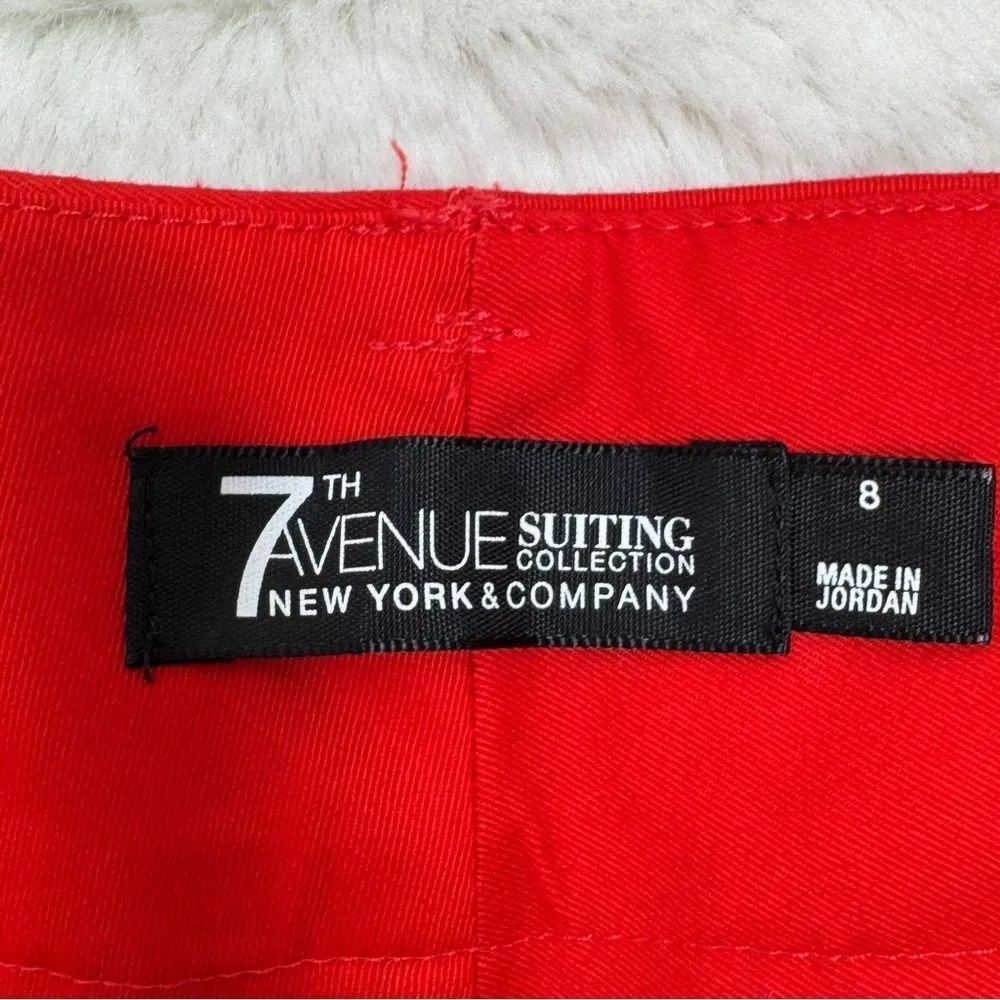 7TH
AVENUE SUITING
COLLECTION
NEW YORK & COMPANY
8
MADE IN
JORDAN